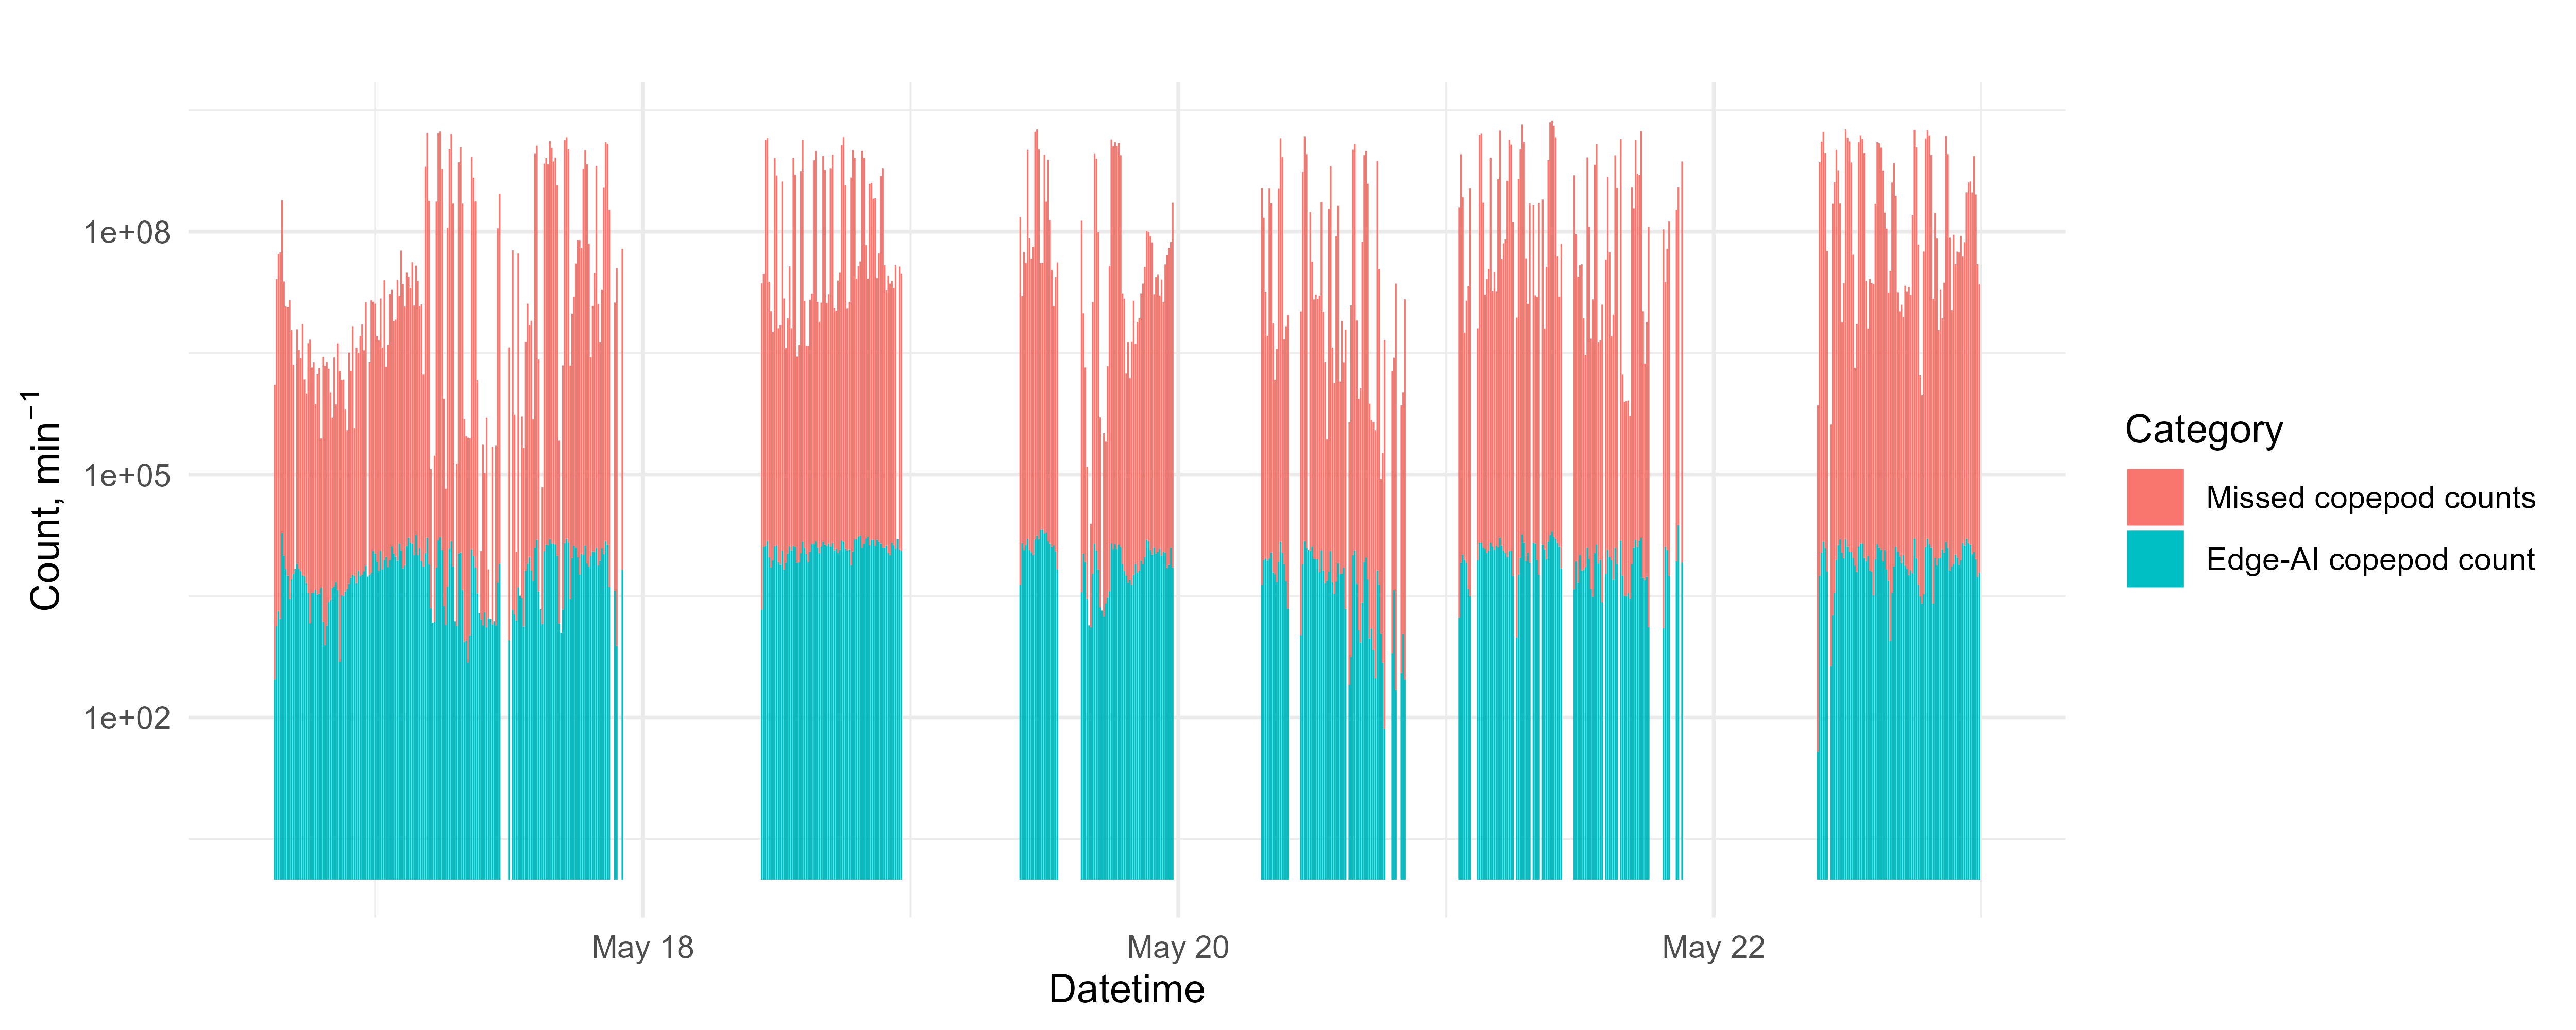 Count, min⁻¹
1e+08
1e+05
1e+02
May 18
May 20
May 22
Datetime
Category
Missed copepod counts
Edge-AI copepod count